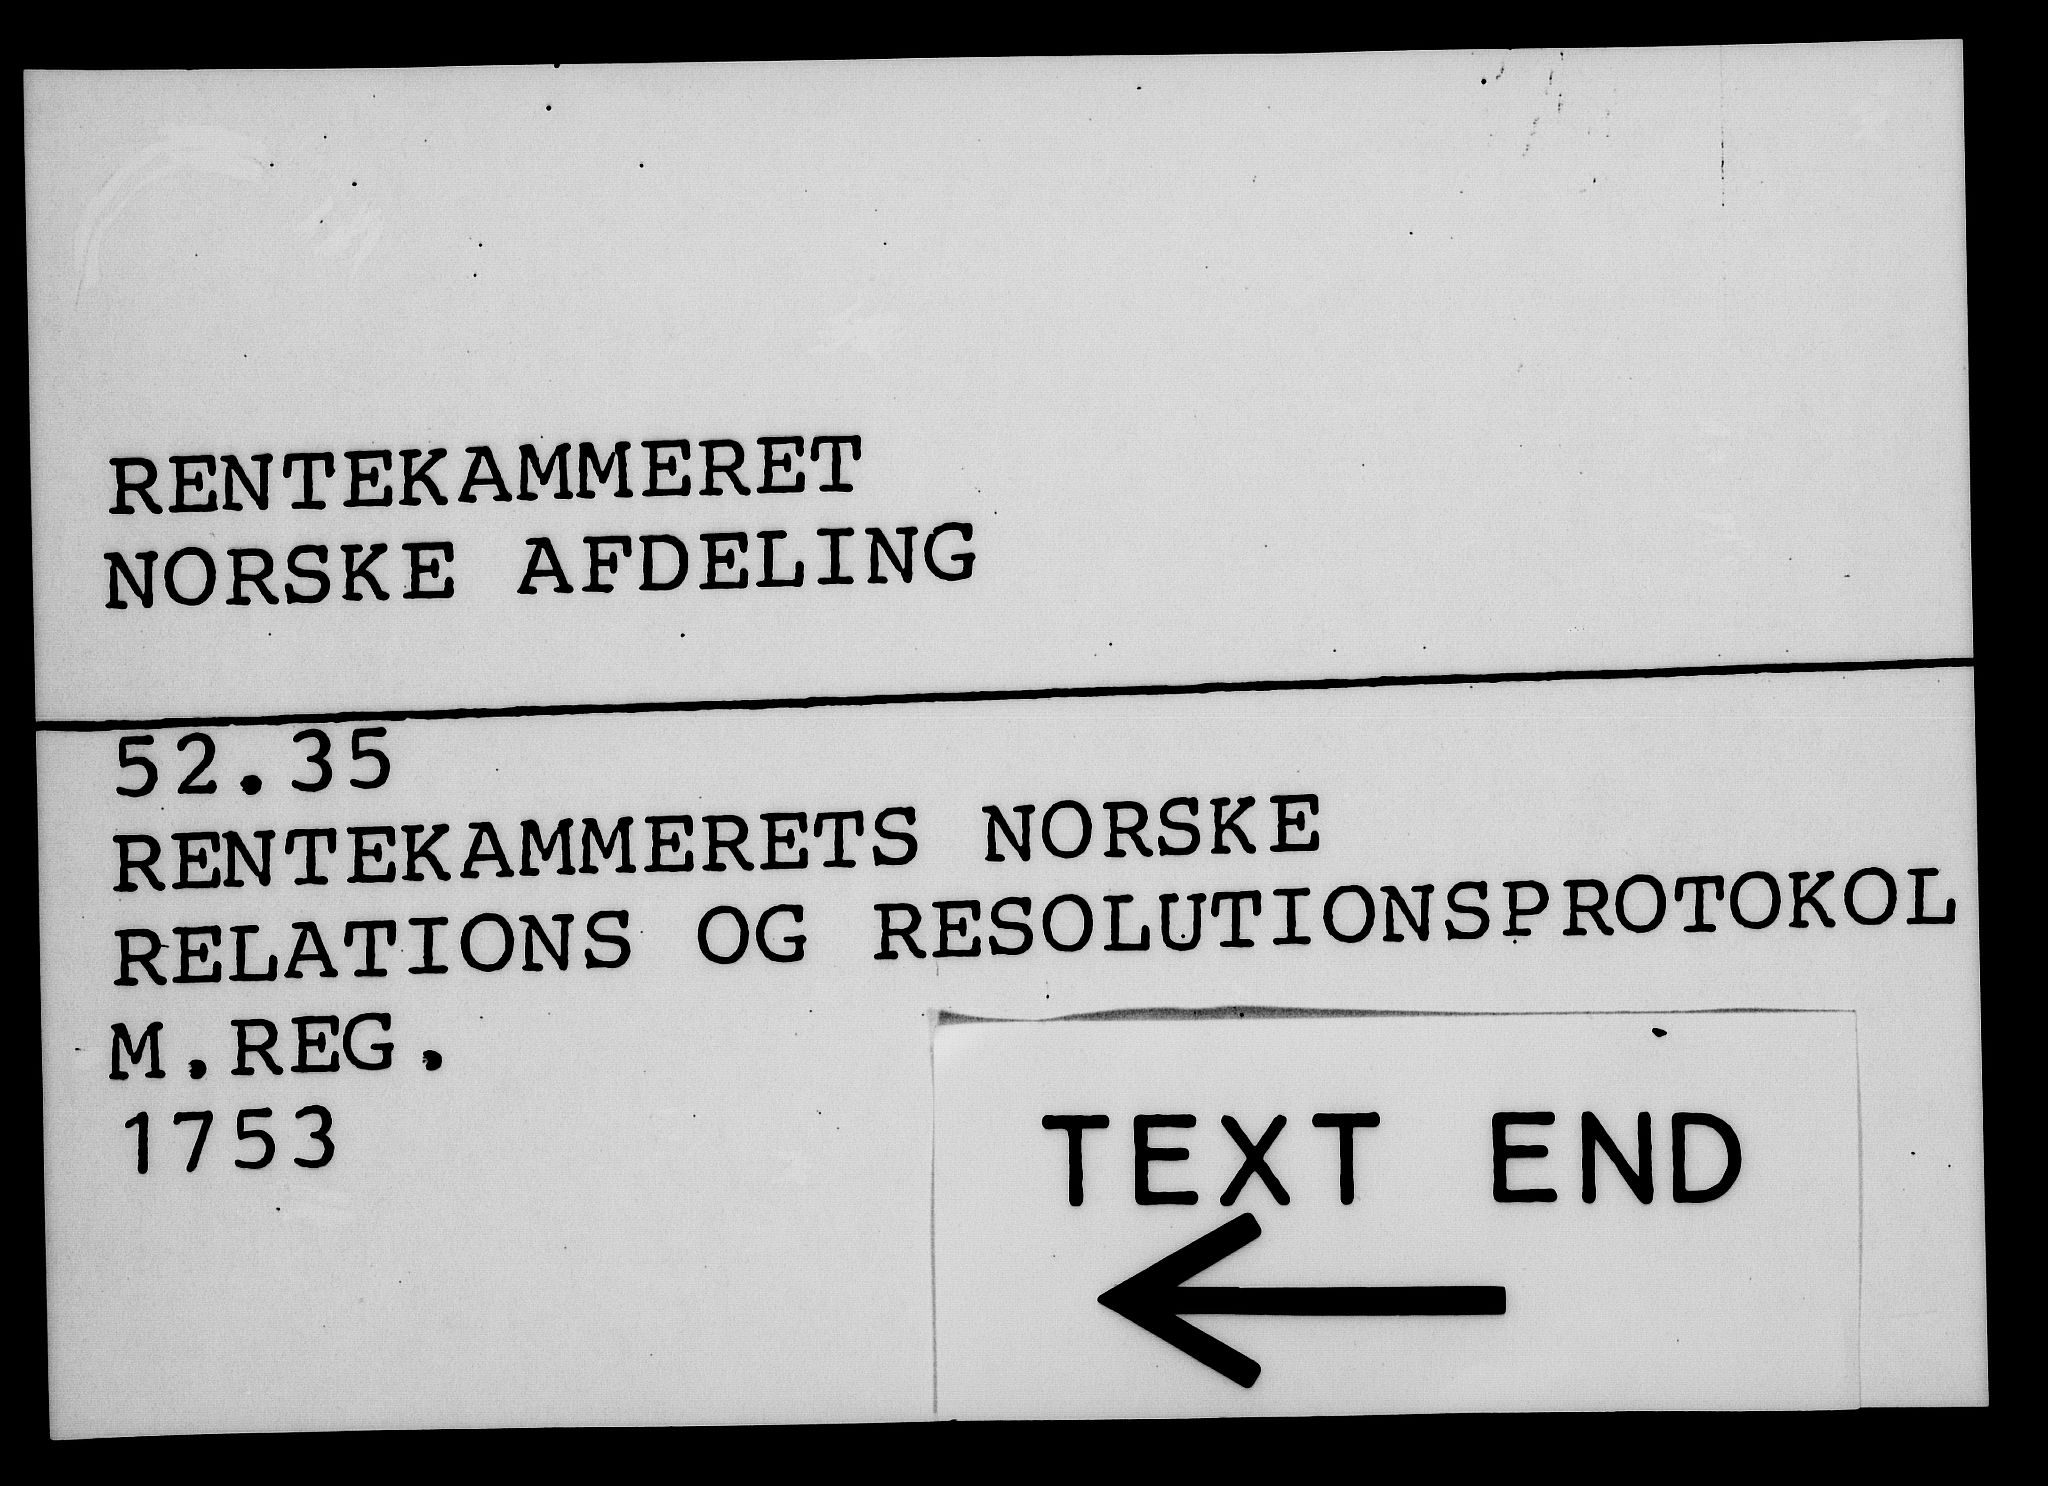 RENTEKAMMERET
NORSKE AFDELING
52.35
RENTEKAMMERETS NORSKE
RELATIONS OG RESOLUTIONSPROTOKOL
M.REG.
1753
TEXT END